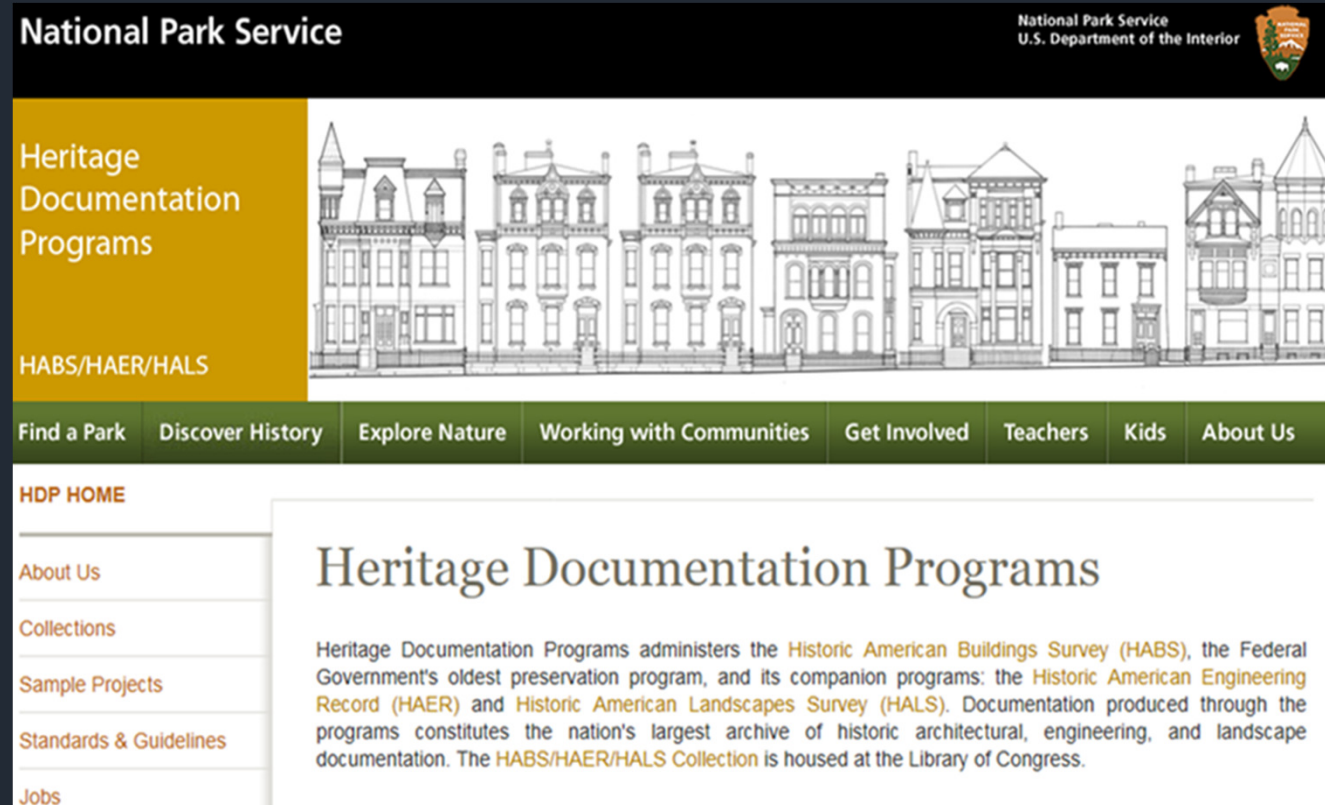 National Park Service
National Park Service
U.S. Department of the Interior
NATIONAL PARK SERVICE
Heritage
Documentation
Programs
HABS/HAER/HALS
Find a Park Discover History Explore Nature Working with Communities Get Involved Teachers Kids About Us
HDP HOME
About Us
Collections
Sample Projects
Standards & Guidelines
Jobs
Heritage Documentation Programs
Heritage Documentation Programs administers the Historic American Buildings Survey (HABS), the Federal
Government's oldest preservation program, and its companion programs: the Historic American Engineering
Record (HAER) and Historic American Landscapes Survey (HALS). Documentation produced through the
programs constitutes the nation's largest archive of historic architectural, engineering, and landscape
documentation. The HABS/HAER/HALS Collection is housed at the Library of Congress.